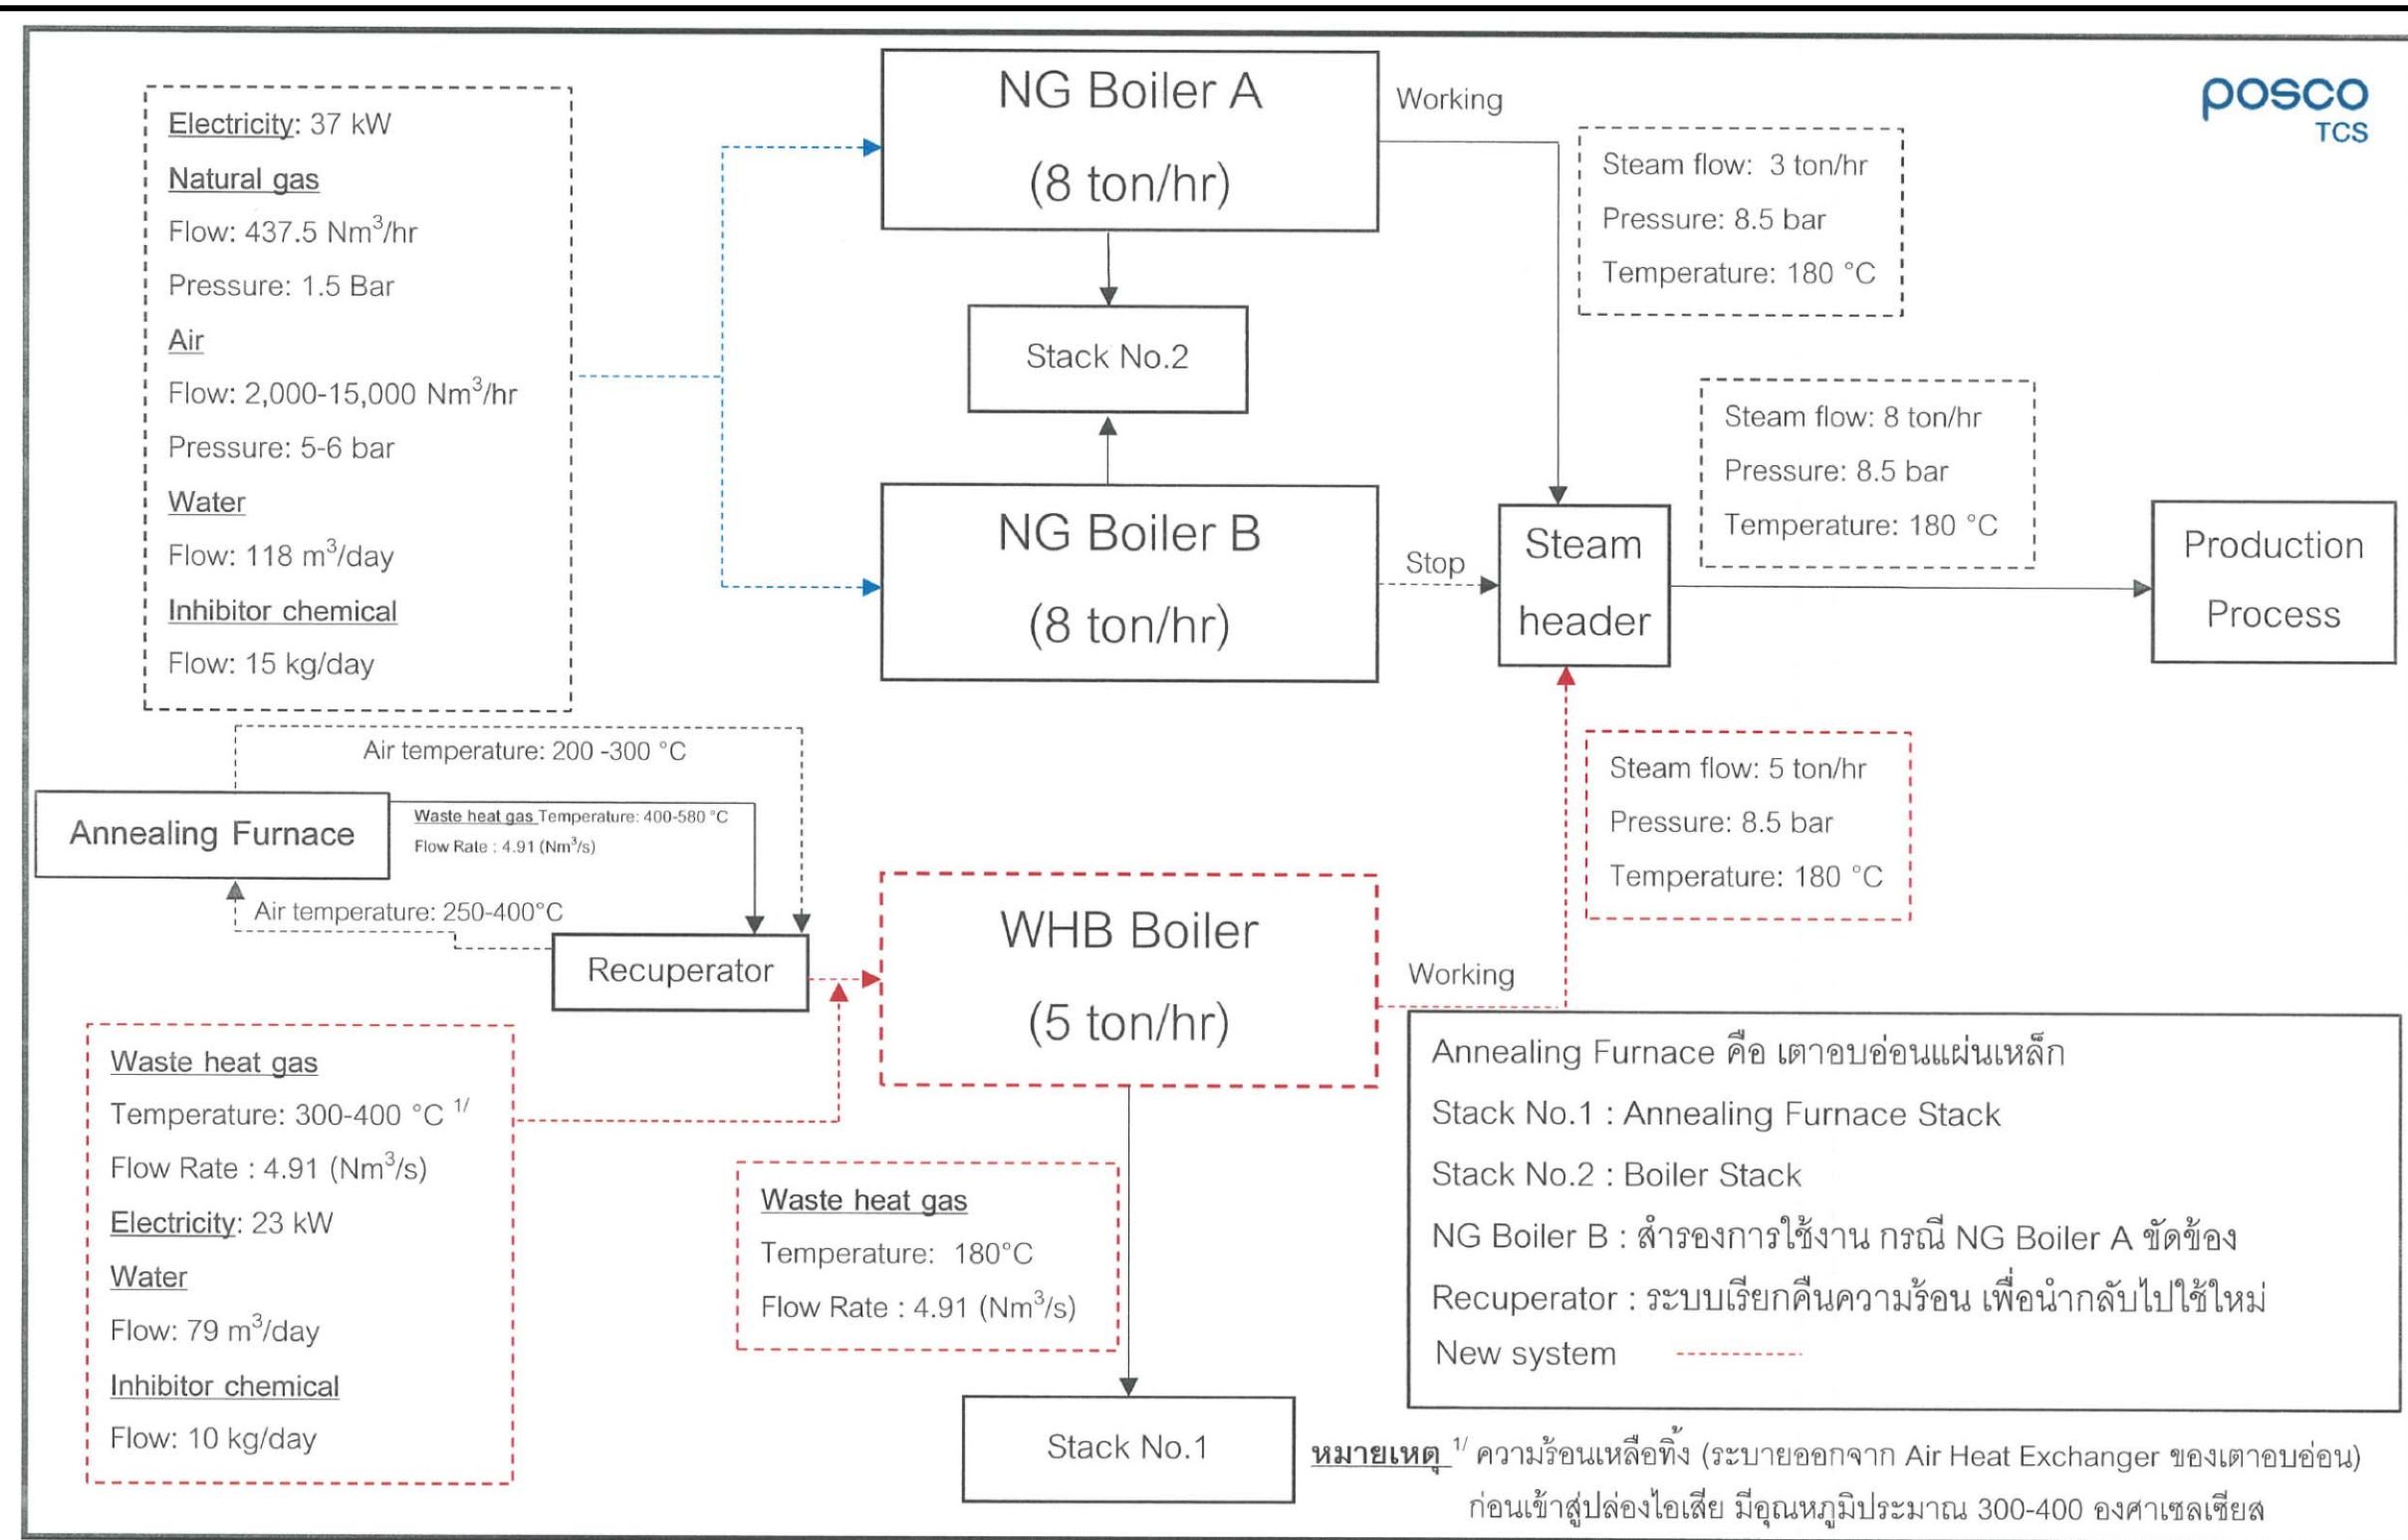 posco
TCS
Electricity: 37 kW
Natural gas
Flow: 437.5 Nm³/hr
Pressure: 1.5 Bar
Air
Flow: 2,000-15,000 Nm³/hr
Pressure: 5-6 bar
Water
Flow: 118 m³/day
Inhibitor chemical
Flow: 15 kg/day
NG Boiler A
(8 ton/hr)
Working
Steam flow: 3 ton/hr
Pressure: 8.5 bar
Temperature: 180 °C
Stack No.2
NG Boiler B
(8 ton/hr)
Stop
Steam
header
Steam flow: 8 ton/hr
Pressure: 8.5 bar
Temperature: 180 °C
Production
Process
Air temperature: 200 -300 °C
Annealing Furnace
Waste heat gas Temperature: 400-580 °C
Flow Rate : 4.91 (Nm³/s)
Air temperature: 250-400°C
Recuperator
WHB Boiler
(5 ton/hr)
Working
Steam flow: 5 ton/hr
Pressure: 8.5 bar
Temperature: 180 °C
Waste heat gas
Temperature: 300-400 °C ¹/
Flow Rate : 4.91 (Nm³/s)
Electricity: 23 kW
Water
Flow: 79 m³/day
Inhibitor chemical
Flow: 10 kg/day
Waste heat gas
Temperature: 180°C
Flow Rate : 4.91 (Nm³/s)
Stack No.1
Annealing Furnace คือ เตาอบอ่อนแผ่นเหล็ก
Stack No.1 : Annealing Furnace Stack
Stack No.2 : Boiler Stack
NG Boiler B : สำรองการใช้งาน กรณี NG Boiler A ขัดข้อง
Recuperator : ระบบเรียกคืนความร้อน เพื่อนำกลับไปใช้ใหม่
New system
หมายเหตุ ¹/ ความร้อนเหลือทิ้ง (ระบายออกจาก Air Heat Exchanger ของเตาอบอ่อน)
ก่อนเข้าสู่ปล่องไอเสีย มีอุณหภูมิประมาณ 300-400 องศาเซลเซียส